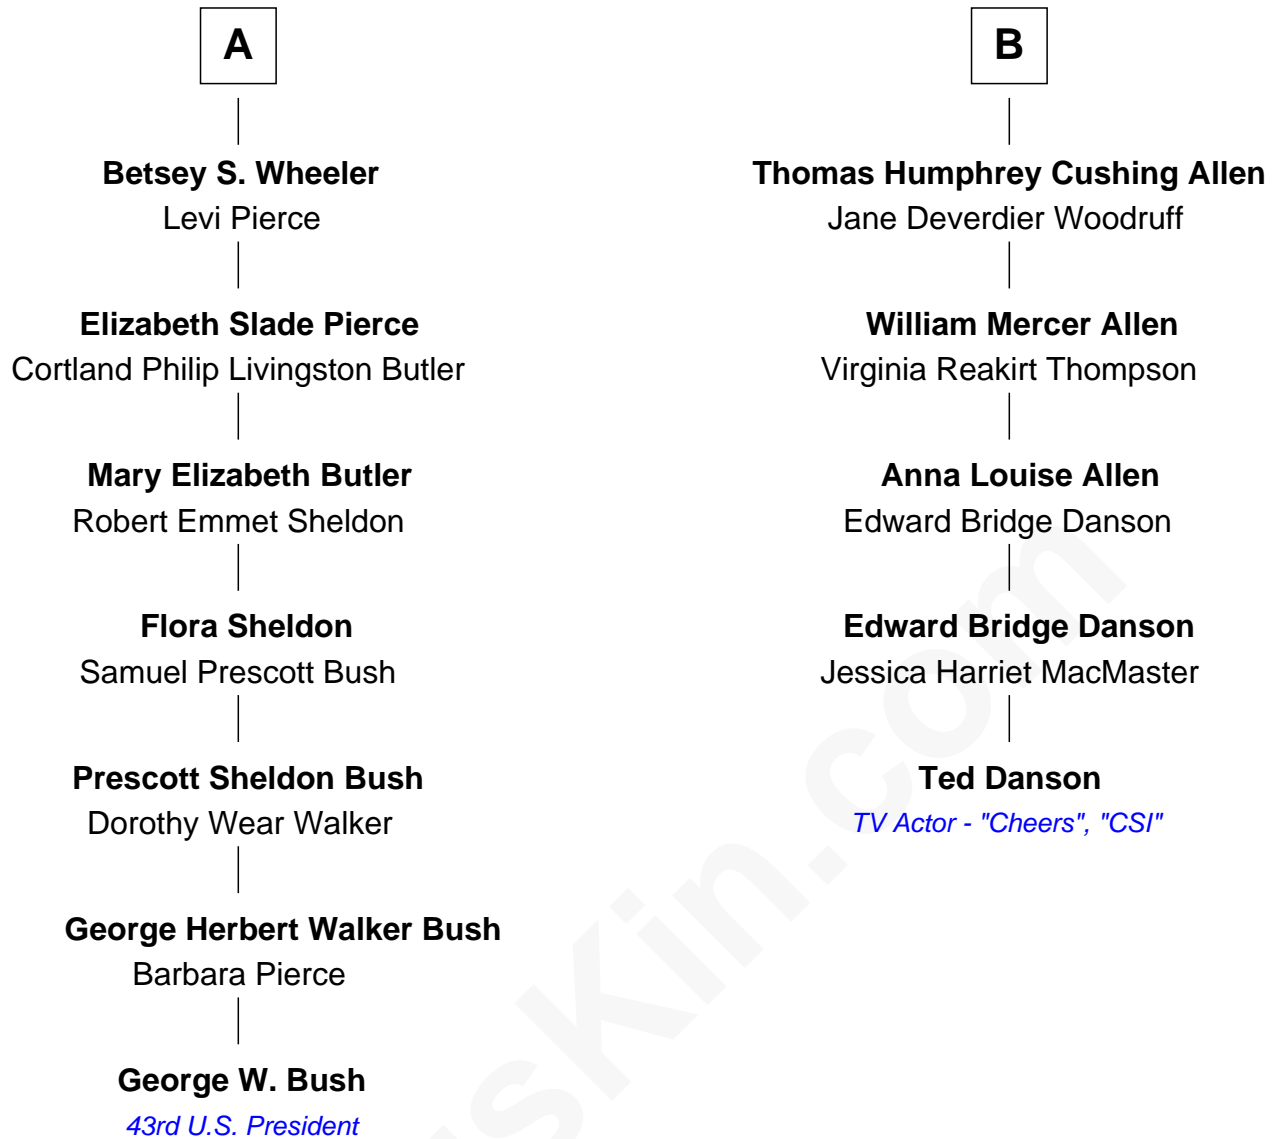 A
Betsey S. Wheeler
Levi Pierce
Elizabeth Slade Pierce
Cortland Philip Livingston Butler
Mary Elizabeth Butler
Robert Emmet Sheldon
Flora Sheldon
Samuel Prescott Bush
Prescott Sheldon Bush
Dorothy Wear Walker
George Herbert Walker Bush
Barbara Pierce
George W. Bush
43rd U.S. President
B
Thomas Humphrey Cushing Allen
Jane Deverdier Woodruff
William Mercer Allen
Virginia Reakirt Thompson
Anna Louise Allen
Edward Bridge Danson
Edward Bridge Danson
Jessica Harriet MacMaster
Ted Danson
TV Actor - "Cheers", "CSI"